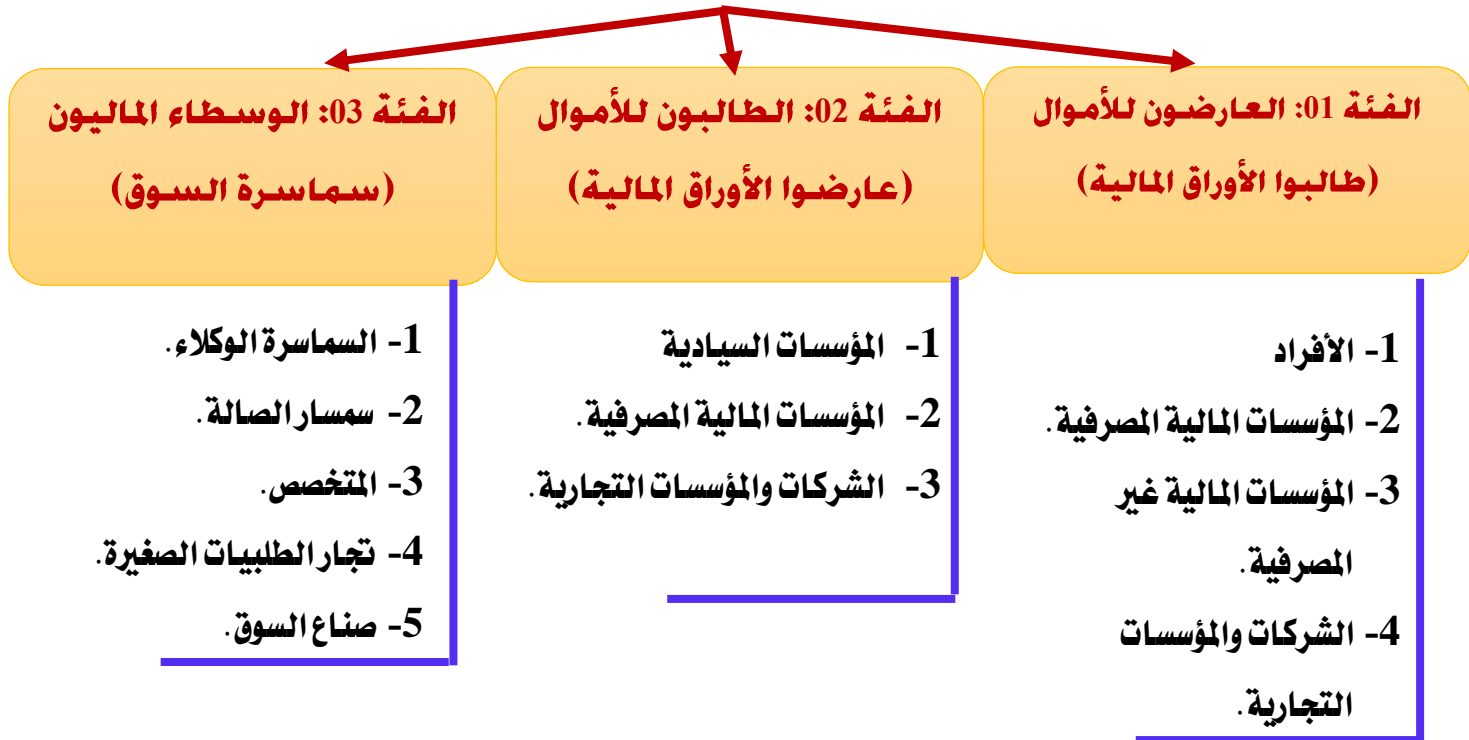 الفئة 01: العارضون للأموال
(طالبوا الأوراق المالية)
1- الأفراد
2- المؤسسات المالية المصرفية.
3- المؤسسات المالية غير
المصرفية.
4- الشركات والمؤسسات
التجارية.
الفئة 02: الطالبون للأموال
(عارضوا الأوراق المالية)
1- المؤسسات السيادية
2- المؤسسات المالية المصرفية.
3- الشركات والمؤسسات التجارية.
الفئة 03: الوسطاء الماليون
(سماسرة السوق)
1- السماسرة الوكلاء.
2- سمسار الصالة.
3- المتخصص.
4- تجار الطلبيات الصغيرة.
5- صناع السوق.